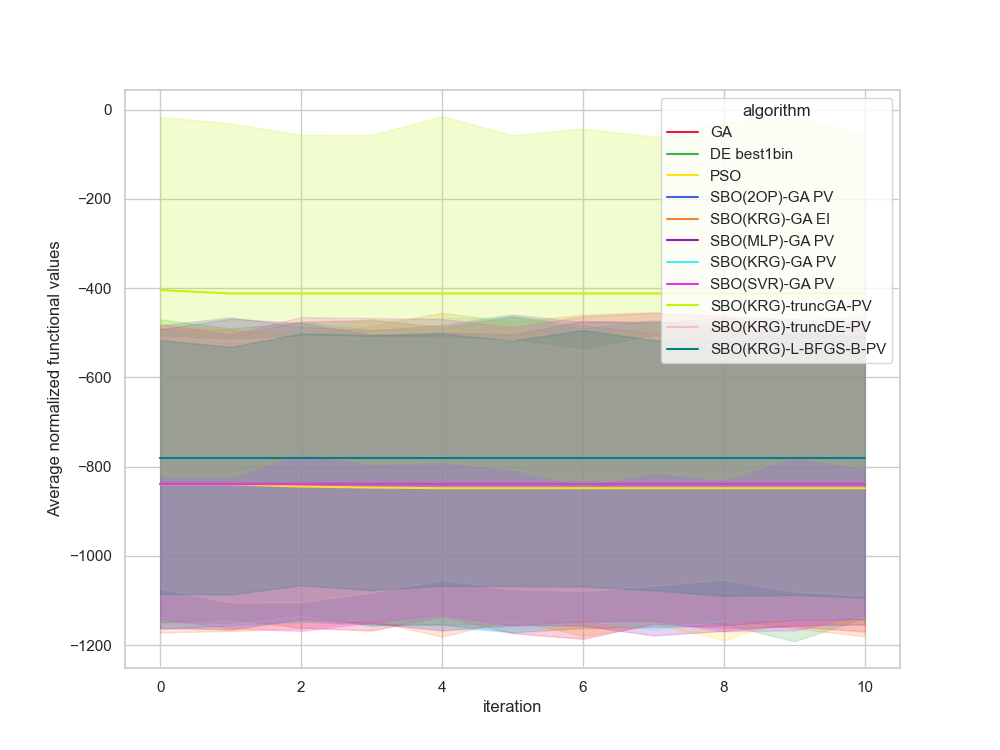 algorithm
GA
DE best1bin
PSO
SBO(2OP)-GA PV
SBO(KRG)-GA EI
SBO(MLP)-GA PV
SBO(KRG)-GA PV
SBO(SVR)-GA PV
SBO(KRG)-truncGA-PV
SBO(KRG)-truncDE-PV
SBO(KRG)-L-BFGS-B-PV
Average normalized functional values
0
−200
−400
−600
−800
−1000
−1200
0 2 4 6 8 10
iteration